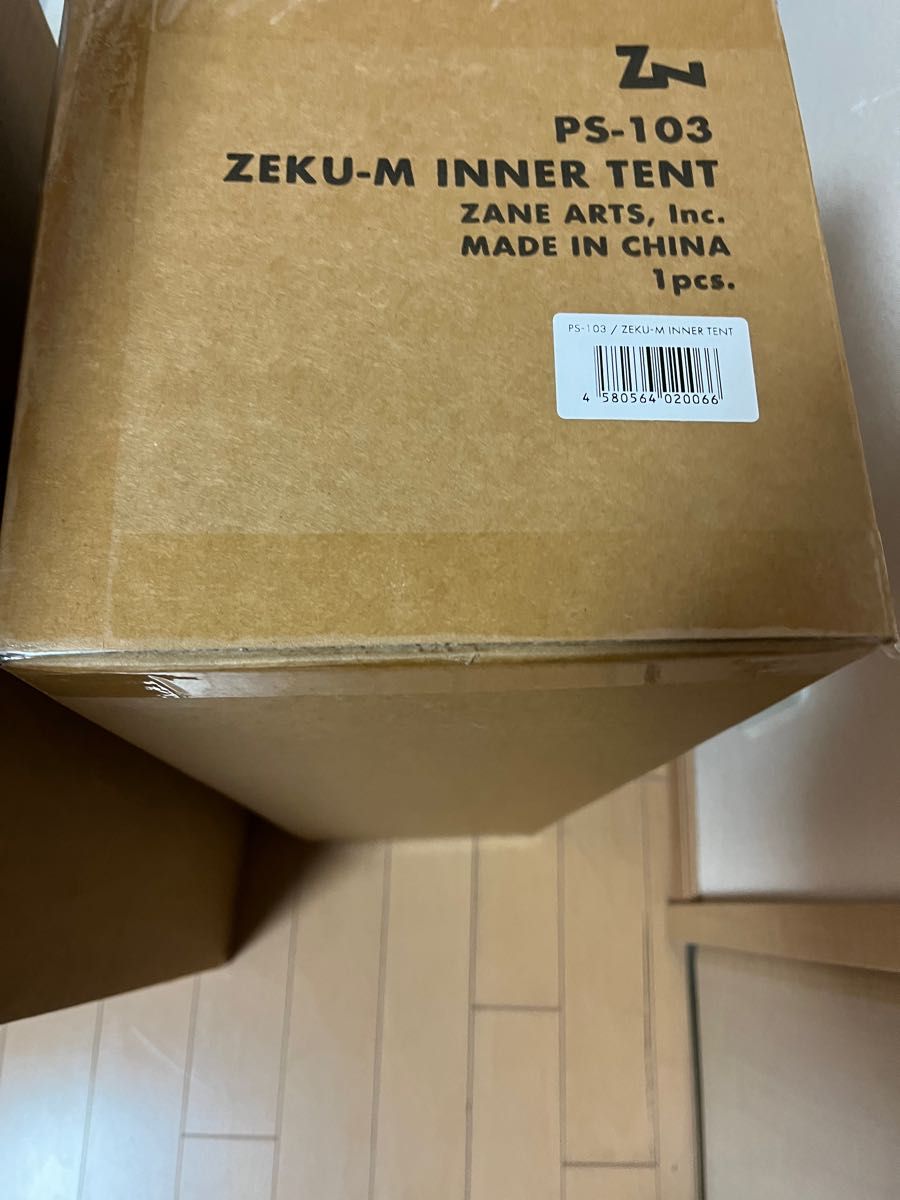 ZN
PS-103
ZEKU-M INNER TENT
ZANE ARTS, Inc.
MADE IN CHINA
1pcs.
PS-103 / ZEKU-M INNER TENT
4 580564 020066